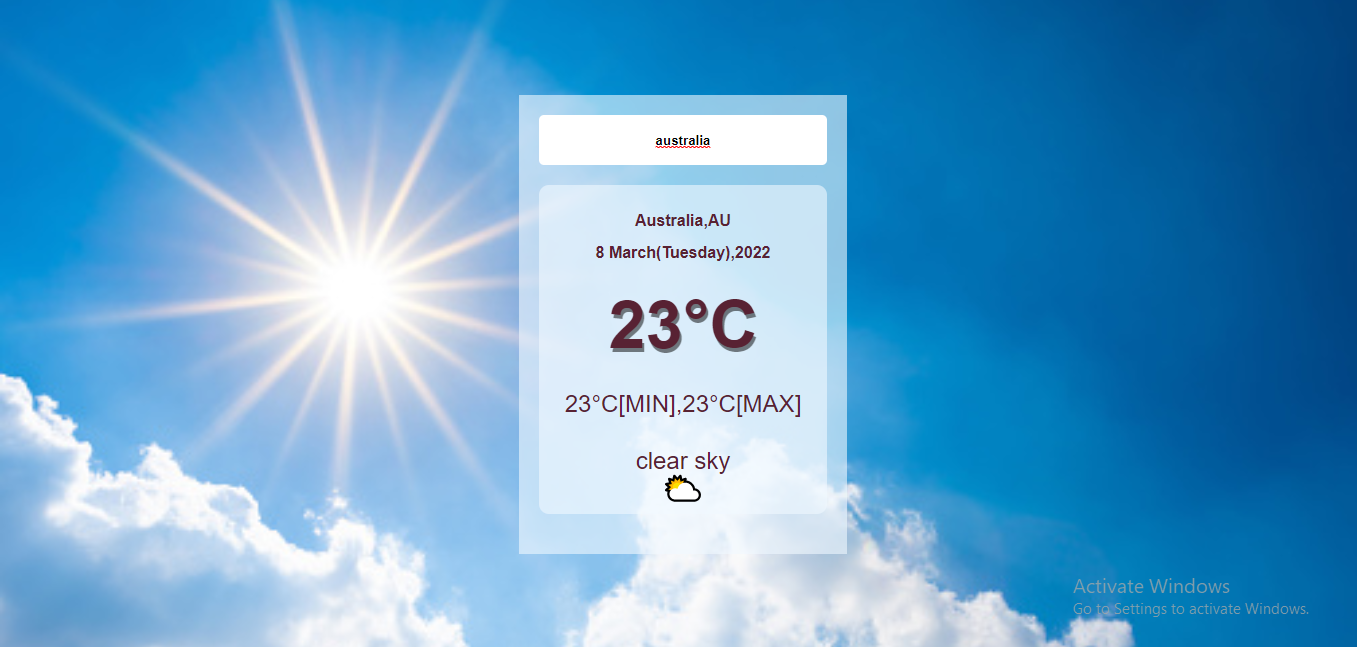 australia
Australia,AU
8 March(Tuesday),2022
23°C
23°C[MIN],23°C[MAX]
clear sky
Activate Windows
Go to Settings to activate Windows.